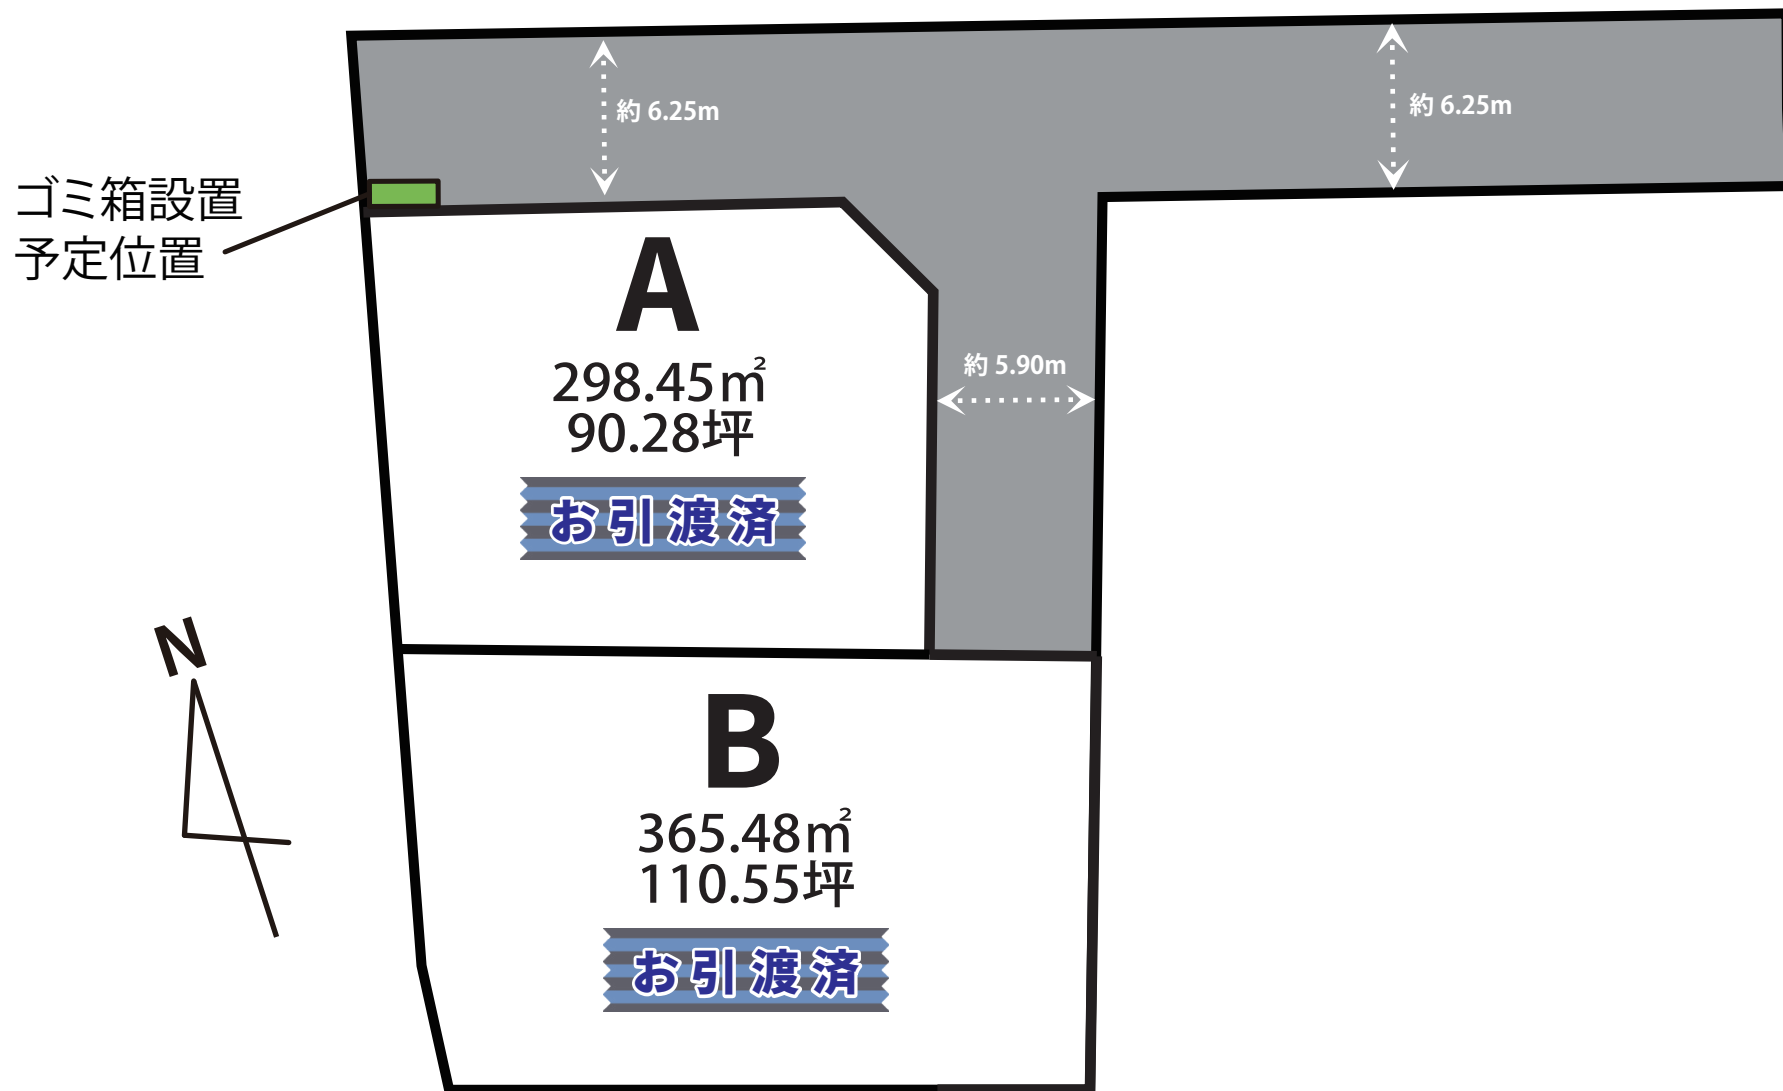 約 6.25m
約 6.25m
ゴミ箱設置
予定位置
A
298.45㎡
90.28坪
お引渡済
約 5.90m
N
B
365.48㎡
110.55坪
お引渡済